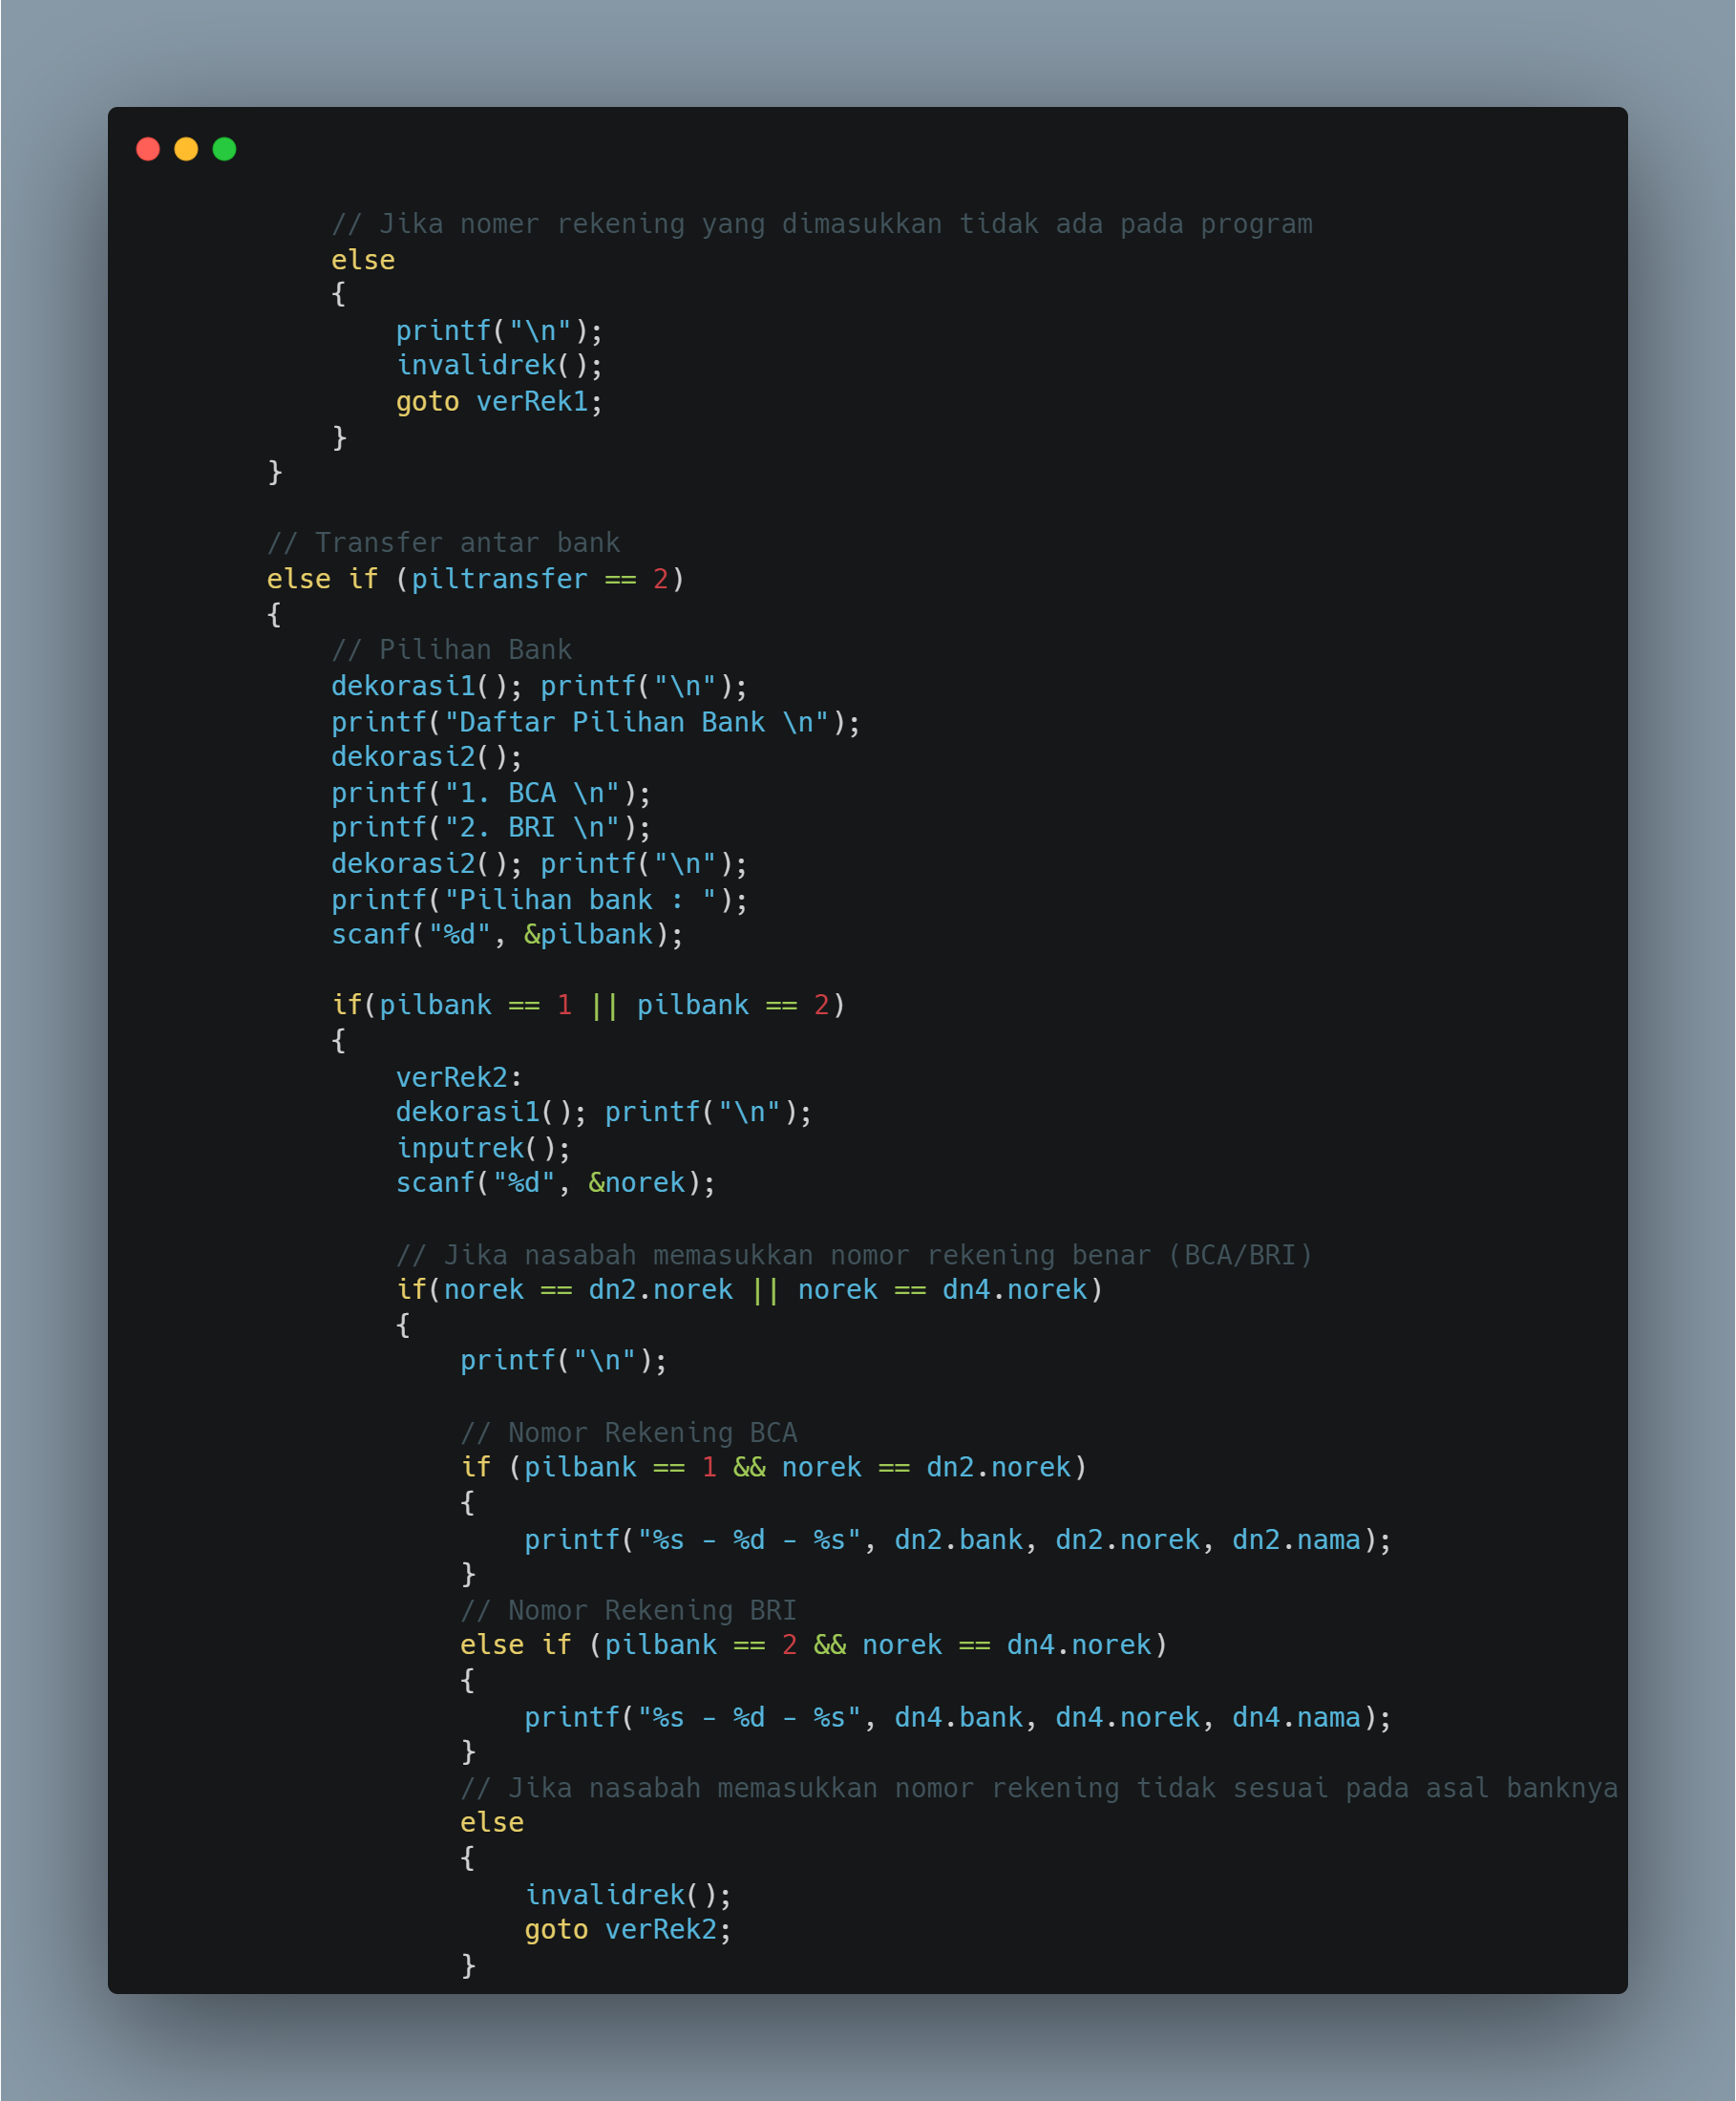 // Jika nomer rekening yang dimasukkan tidak ada pada program
else
{
printf("\n");
invalidrek();
goto verRek1;
}
}
// Transfer antar bank
else if (piltransfer == 2)
{
// Pilihan Bank
dekorasi1(); printf("\n");
printf("Daftar Pilihan Bank \n");
dekorasi2();
printf("1. BCA \n");
printf("2. BRI \n");
dekorasi2(); printf("\n");
printf("Pilihan bank : ");
scanf("%d", &pilbank);
if(pilbank == 1 || pilbank == 2)
{
verRek2:
dekorasi1(); printf("\n");
inputrek();
scanf("%d", &norek);
// Jika nasabah memasukkan nomor rekening benar (BCA/BRI)
if(norek == dn2.norek || norek == dn4.norek)
{
printf("\n");
// Nomor Rekening BCA
if (pilbank == 1 && norek == dn2.norek)
{
printf("%s - %d - %s", dn2.bank, dn2.norek, dn2.nama);
}
// Nomor Rekening BRI
else if (pilbank == 2 && norek == dn4.norek)
{
printf("%s - %d - %s", dn4.bank, dn4.norek, dn4.nama);
}
// Jika nasabah memasukkan nomor rekening tidak sesuai pada asal banknya
else
{
invalidrek();
goto verRek2;
}